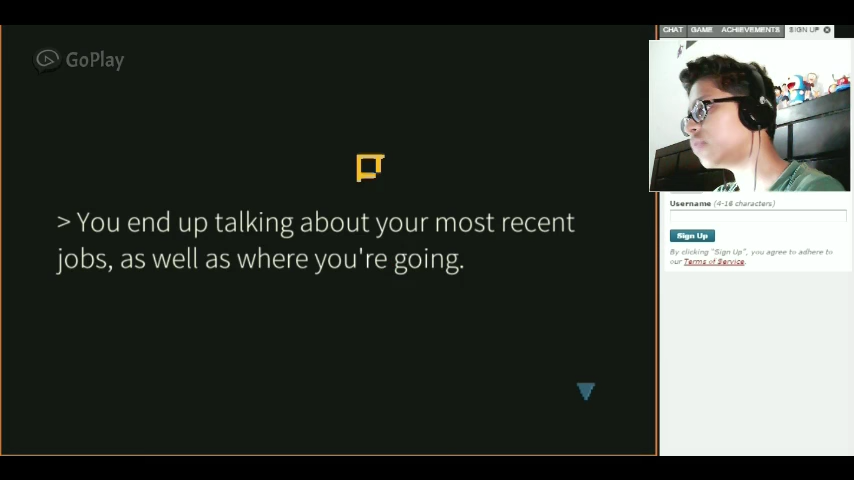 CHAT GAME ACHIEVEMENTS SIGN UP
GoPlay
> You end up talking about your most recent
jobs, as well as where you're going.
Username (4-16 characters)
Sign Up
By clicking "Sign Up", you agree to adhere to
our Terms of Service.